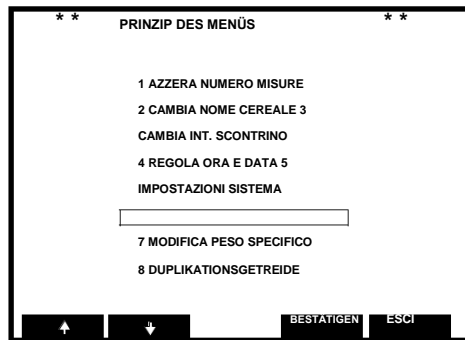 ** PRINZIP DES MENÜS **
1 AZZERA NUMERO MISURE
2 CAMBIA NOME CEREALE 3
CAMBIA INT. SCONTRINO
4 REGOLA ORA E DATA 5
IMPOSTAZIONI SISTEMA
7 MODIFICA PESO SPECIFICO
8 DUPLIKATIONSGETREIDE
BESTATIGEN ESCI